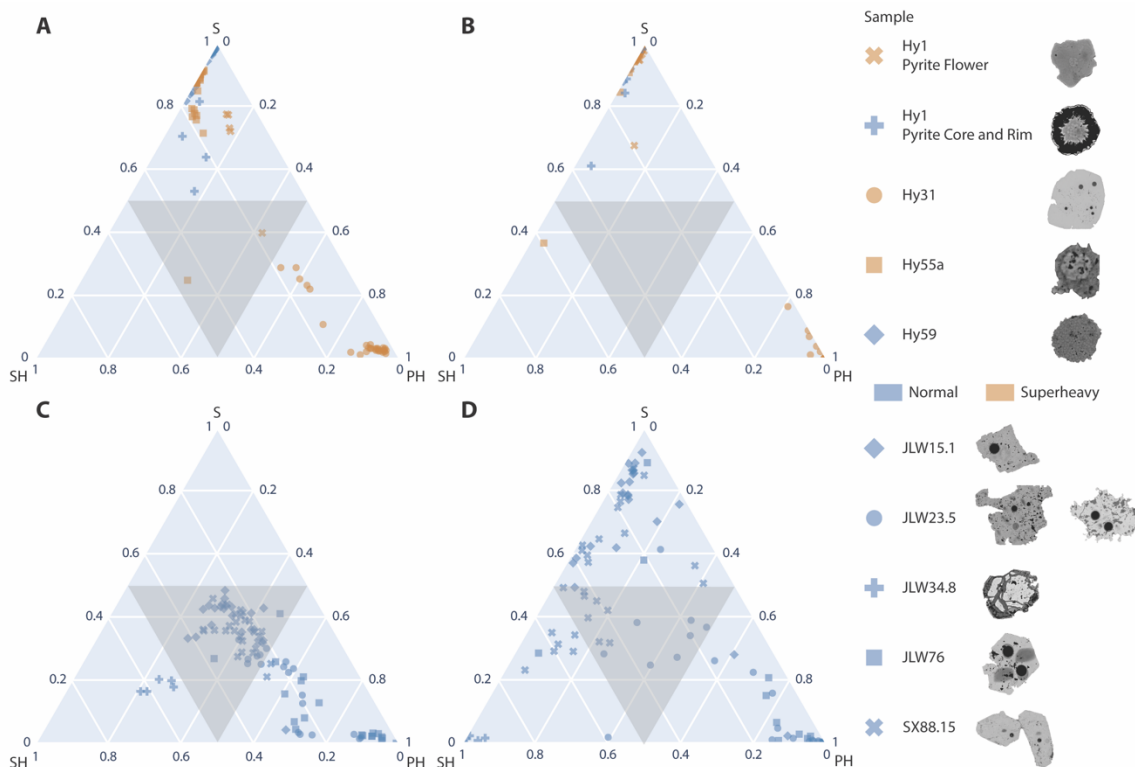 A
S
1 0
0.8 0.2
0.6 0.4
0.4 0.6
0.2 0.8
0 1
SH 1 0.8 0.6 0.4 0.2 0 PH
B
S
1 0
0.8 0.2
0.6 0.4
0.4 0.6
0.2 0.8
0 1
SH 1 0.8 0.6 0.4 0.2 0 PH
C
S
1 0
0.8 0.2
0.6 0.4
0.4 0.6
0.2 0.8
0 1
SH 1 0.8 0.6 0.4 0.2 0 PH
D
S
1 0
0.8 0.2
0.6 0.4
0.4 0.6
0.2 0.8
0 1
SH 1 0.8 0.6 0.4 0.2 0 PH
Sample
Hy1
Pyrite Flower
Hy1
Pyrite Core and Rim
Hy31
Hy55a
Hy59
Normal Superheavy
JLW15.1
JLW23.5
JLW34.8
JLW76
SX88.15